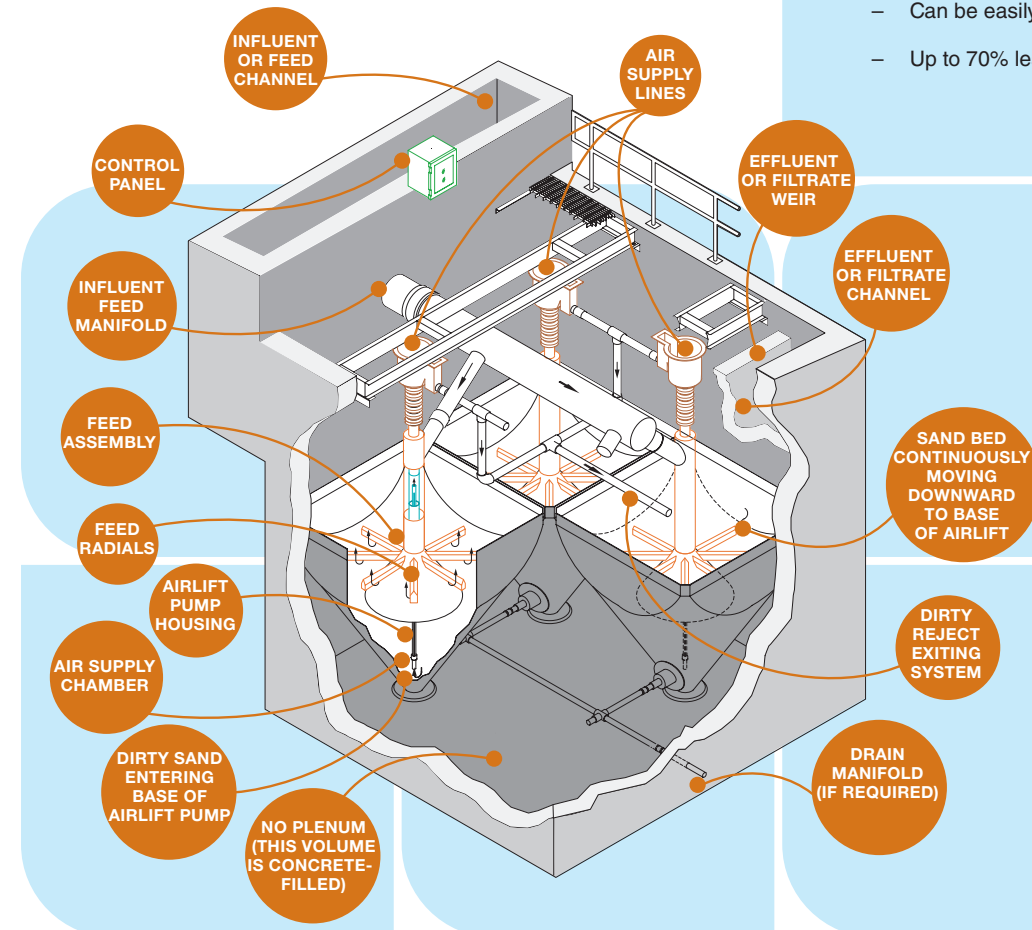 – Can be easily
– Up to 70% le
INFLUENT
OR FEED
CHANNEL
AIR
SUPPLY
LINES
CONTROL
PANEL
EFFLUENT
OR FILTRATE
WEIR
EFFLUENT
OR FILTRATE
CHANNEL
INFLUENT
FEED
MANIFOLD
FEED
ASSEMBLY
SAND BED
CONTINUOUSLY
MOVING
DOWNWARD
TO BASE
OF AIRLIFT
FEED
RADIALS
AIRLIFT
PUMP
HOUSING
DIRTY
REJECT
EXITING
SYSTEM
AIR SUPPLY
CHAMBER
DIRTY SAND
ENTERING
BASE OF
AIRLIFT PUMP
DRAIN
MANIFOLD
(IF REQUIRED)
NO PLENUM
(THIS VOLUME
IS CONCRETE-
FILLED)